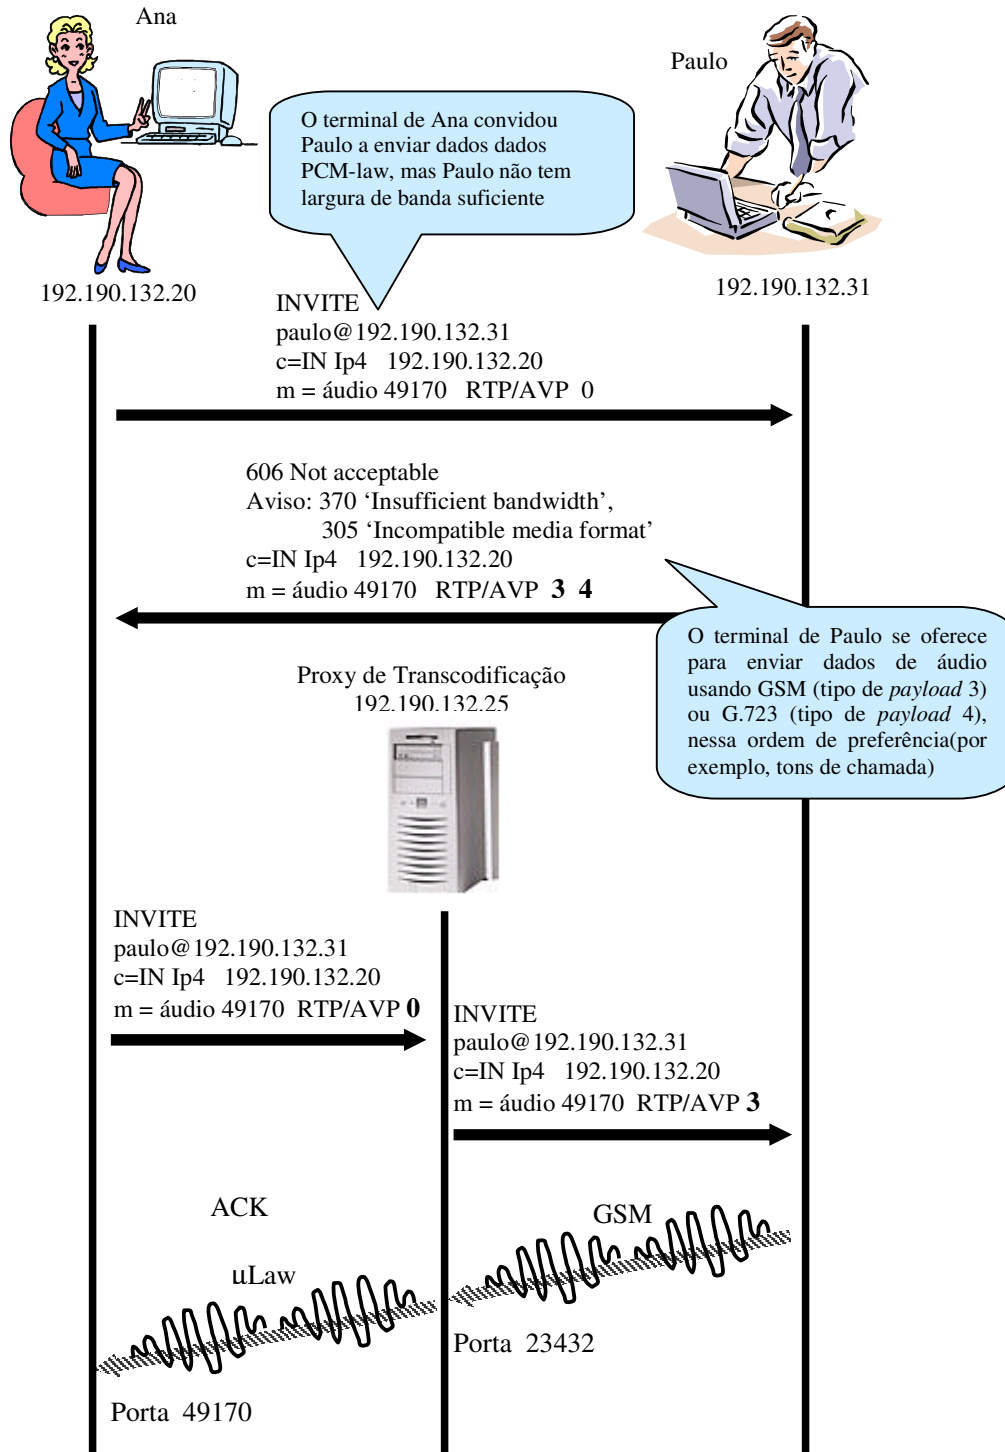 Ana
Paulo
O terminal de Ana convidou
Paulo a enviar dados dados
PCM-law, mas Paulo não tem
largura de banda suficiente
192.190.132.20
192.190.132.31
INVITE
paulo@192.190.132.31
c=IN Ip4 192.190.132.20
m = áudio 49170 RTP/AVP 0
606 Not acceptable
Aviso: 370 ‘Insufficient bandwidth’,
305 ‘Incompatible media format’
c=IN Ip4 192.190.132.20
m = áudio 49170 RTP/AVP 3 4
O terminal de Paulo se oferece
para enviar dados de áudio
usando GSM (tipo de payload 3)
ou G.723 (tipo de payload 4),
nessa ordem de preferência(por
exemplo, tons de chamada)
Proxy de Transcodificação
192.190.132.25
INVITE
paulo@192.190.132.31
c=IN Ip4 192.190.132.20
m = áudio 49170 RTP/AVP 0
INVITE
paulo@192.190.132.31
c=IN Ip4 192.190.132.20
m = áudio 49170 RTP/AVP 3
ACK
GSM
µLaw
Porta 23432
Porta 49170